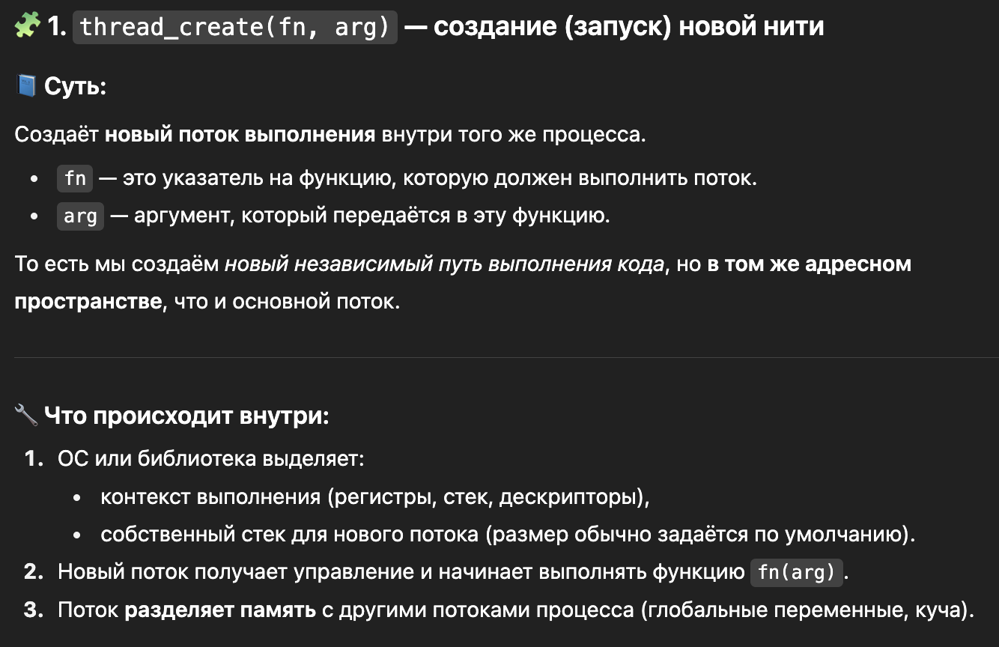 🧩 1. thread_create(fn, arg) — создание (запуск) новой нити
📘 Суть:
Создаёт новый поток выполнения внутри того же процесса.
• fn — это указатель на функцию, которую должен выполнить поток.
• arg — аргумент, который передаётся в эту функцию.
То есть мы создаём новый независимый путь выполнения кода, но в том же адресном
пространстве, что и основной поток.
🔧 Что происходит внутри:
1. ОС или библиотека выделяет:
• контекст выполнения (регистры, стек, дескрипторы),
• собственный стек для нового потока (размер обычно задаётся по умолчанию).
2. Новый поток получает управление и начинает выполнять функцию fn(arg).
3. Поток разделяет память с другими потоками процесса (глобальные переменные, куча).